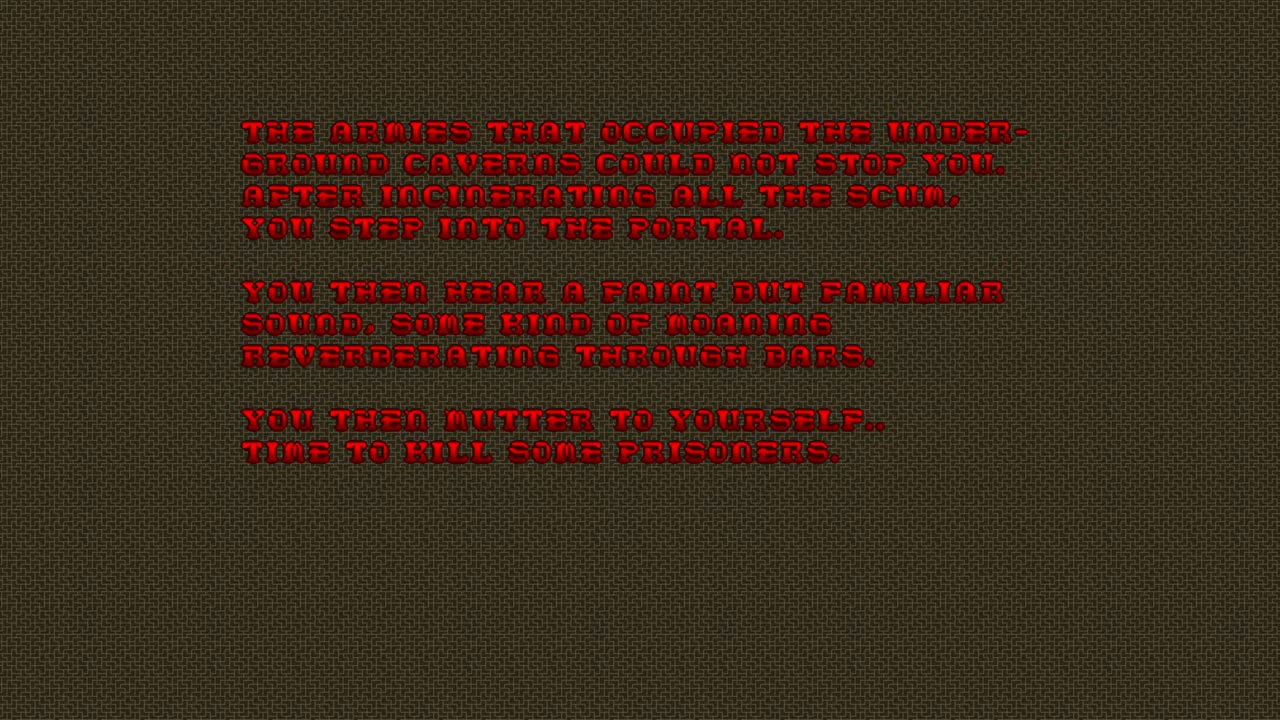 THE ARMIES THAT OCCUPIED THE UNDER-
GROUND CAVERNS COULD NOT STOP YOU.
AFTER INCINERATING ALL THE SCUM,
YOU STEP INTO THE PORTAL.
YOU THEN HEAR A FAINT BUT FAMILIAR
SOUND, SOME KIND OF MOANING
REVERBERATING THROUGH BARS.
YOU THEN MUTTER TO YOURSELF..
TIME TO KILL SOME PRISONERS.